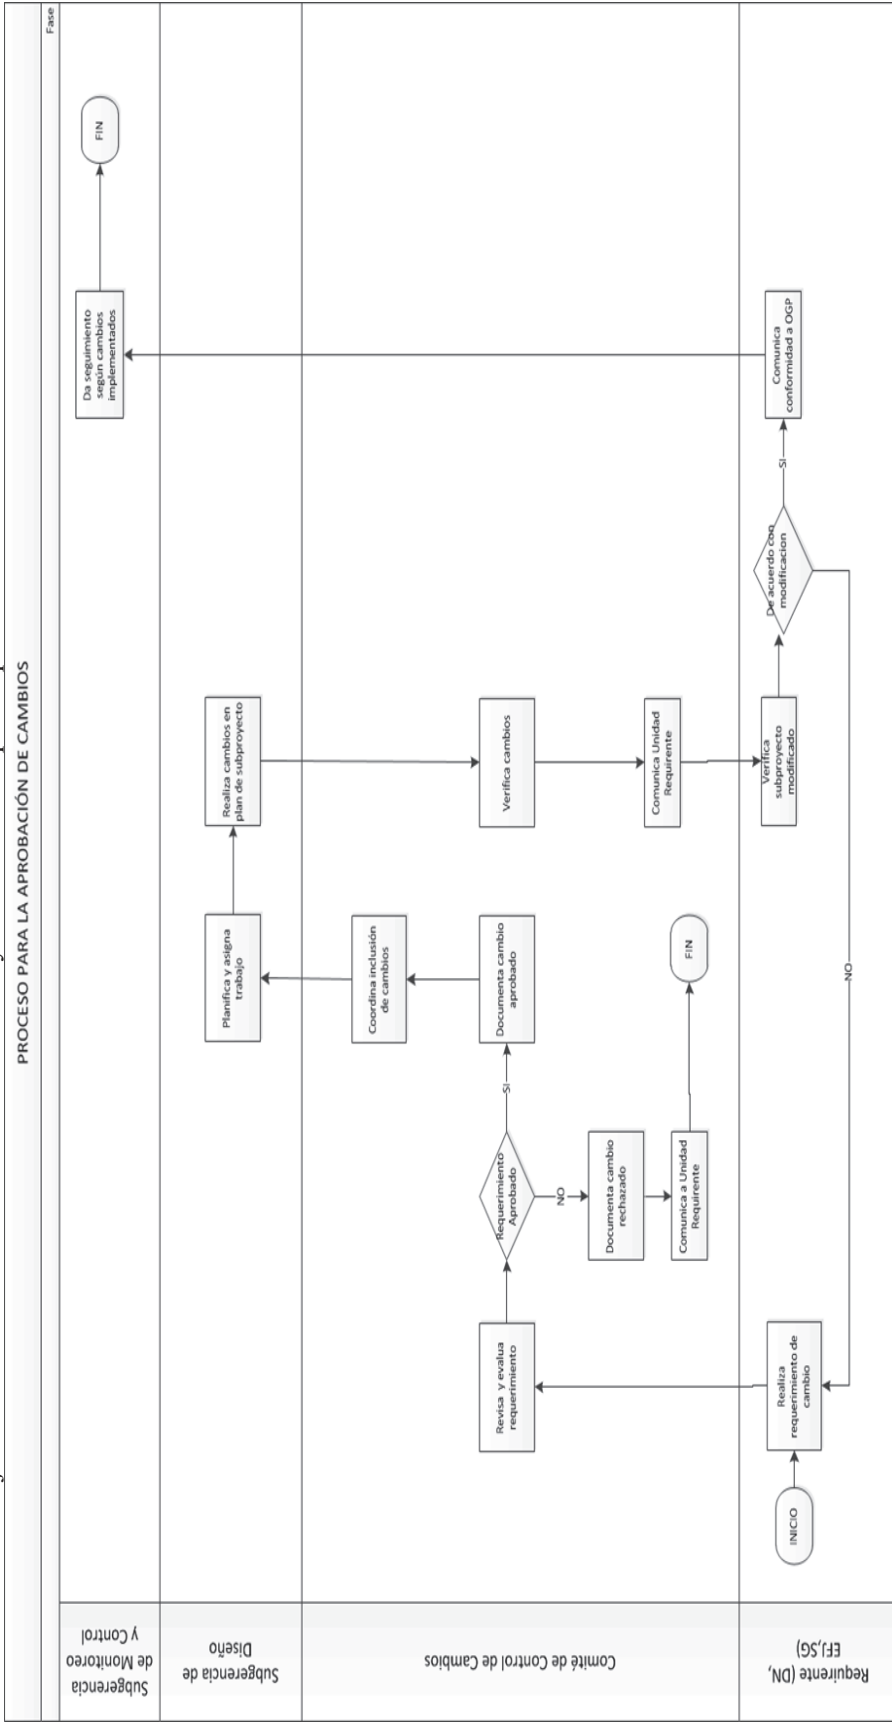 PROCESO PARA LA APROBACIÓN DE CAMBIOS
Fase
Subgerencia
de Monitoreo
y Control
Da seguimiento
según cambios
implementados
FIN
Subgerencia de
Diseño
Planifica y asigna
trabajo
Realiza cambios en
plan de subproyecto
Comité de Control de Cambios
Revisa y evalua
requerimiento
Requerimiento
Aprobado
SI
NO
Documenta cambio
aprobado
Coordina inclusión
de cambios
Documenta cambio
rechazado
Comunica a Unidad
Requirente
FIN
Verifica cambios
Comunica Unidad
Requirente
Requirente (DN,
EFJ,SG)
INICIO
Realiza
requerimiento de
cambio
Verifica
subproyecto
modificado
De acuerdo con
modificacion
SI
NO
Comunica
conformidad a OGP